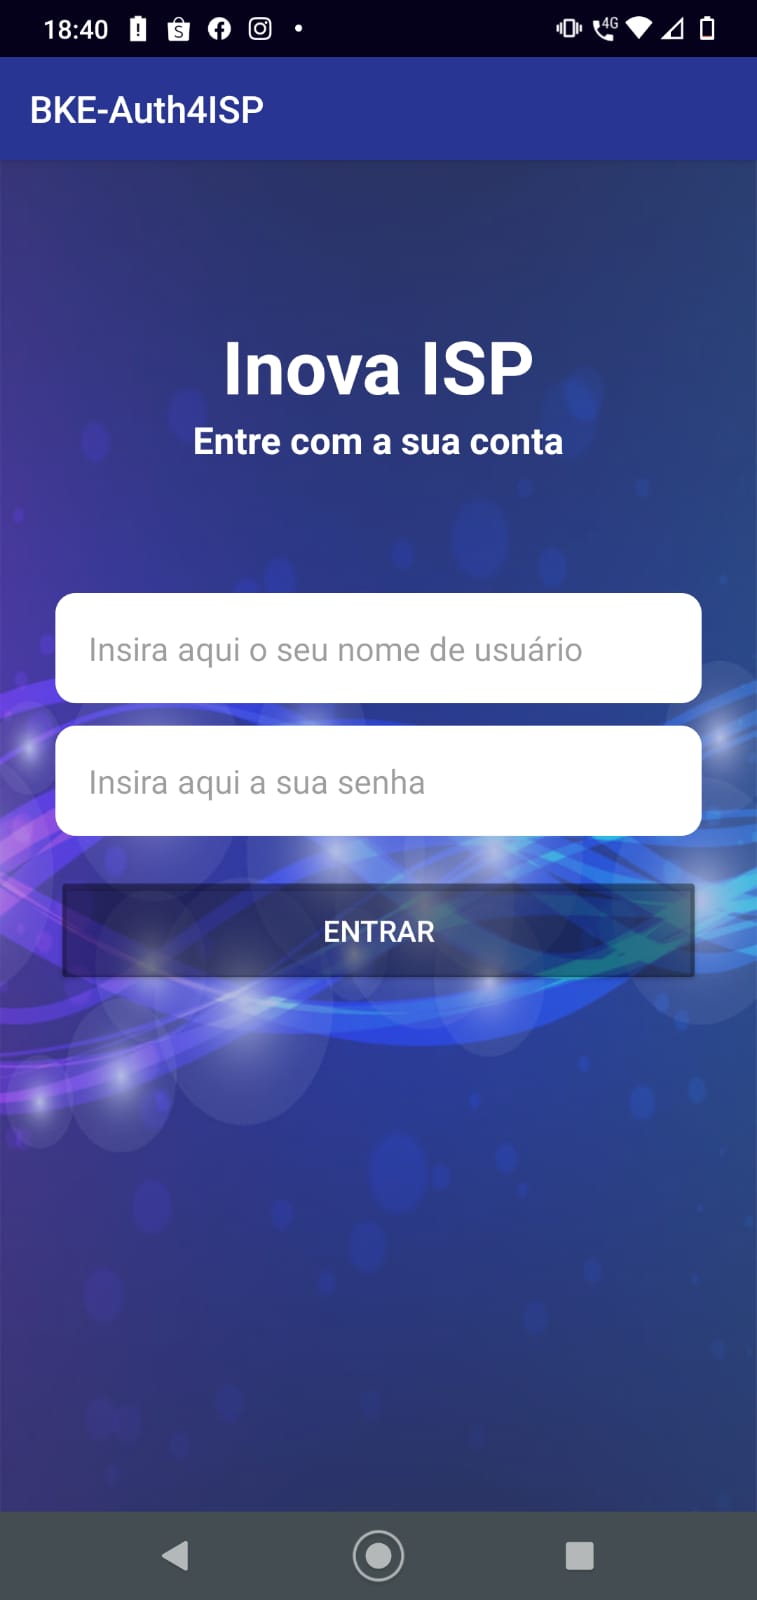 18:40
4G
BKE-Auth4ISP
Inova ISP
Entre com a sua conta
Insira aqui o seu nome de usuário
Insira aqui a sua senha
ENTRAR